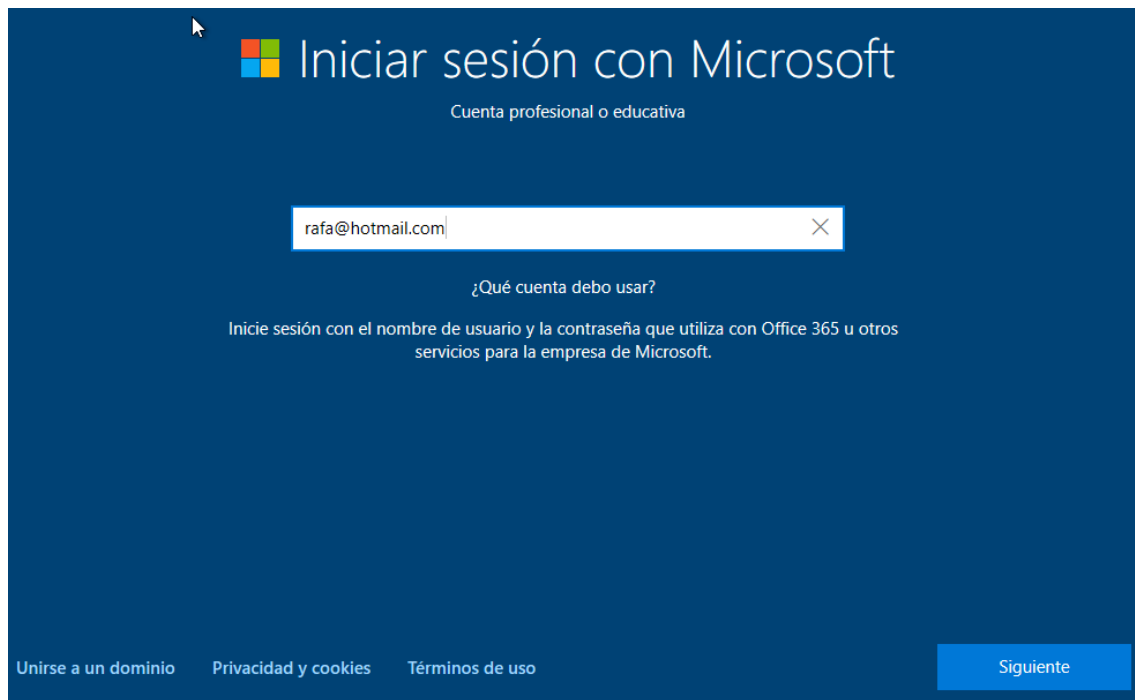 Iniciar sesión con Microsoft
Cuenta profesional o educativa
rafa@hotmail.com
¿Qué cuenta debo usar?
Inicie sesión con el nombre de usuario y la contraseña que utiliza con Office 365 u otros
servicios para la empresa de Microsoft.
Unirse a un dominio Privacidad y cookies Términos de uso Siguiente